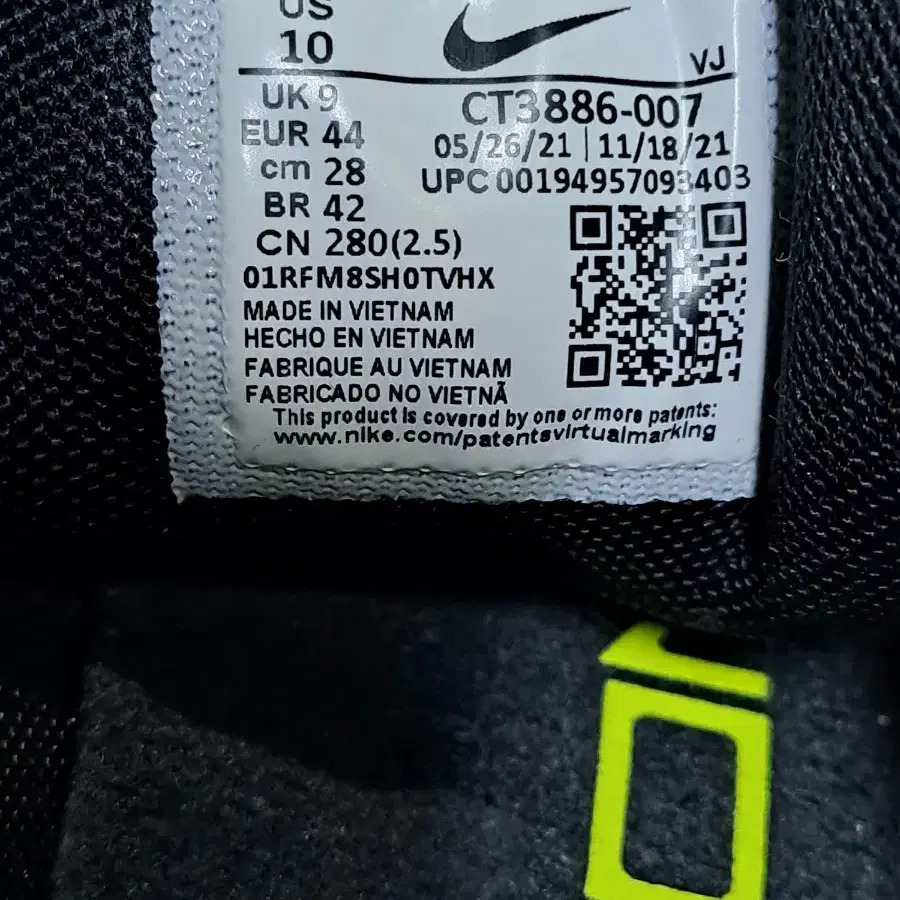 US
10
VJ
UK 9
CT3886-007
EUR 44
05/26/21 | 11/18/21
cm 28
UPC 00194957093403
BR 42
CN 280(2.5)
01RFM8SH0TVHX
MADE IN VIETNAM
HECHO EN VIETNAM
FABRIQUE AU VIETNAM
FABRICADO NO VIETNÃ
This product is covered by one or more patents:
www.nike.com/patentsvirtualmarking